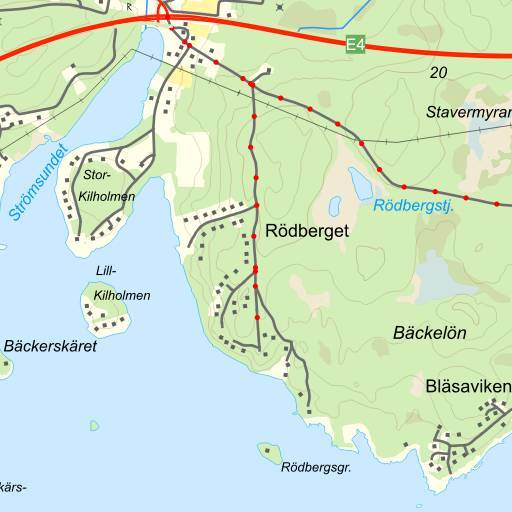 R
E4
20
Stavermyran
Strömsundet
Stor-
Kilholmen
Rödbergstj.
Rödberget
Lill-
Kilholmen
Bäckerskäret
Bäckelön
Bläsaviken
Rödbergsgr.
kärs-